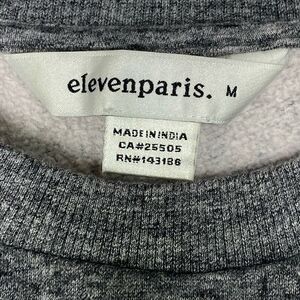 elevenparis. M
MADE IN INDIA
CA#25505
RN#143186